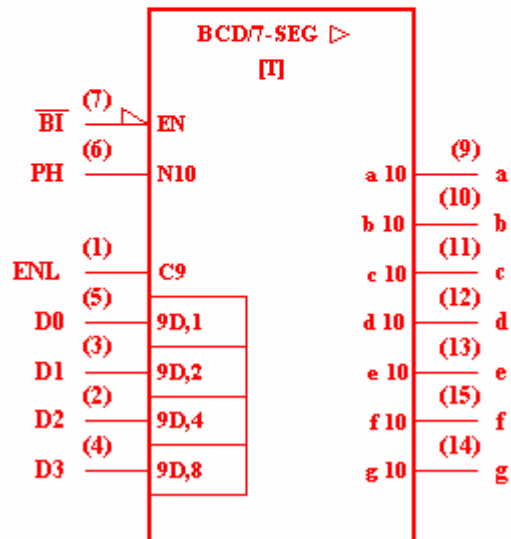 BCD/7-SEG ▷
[T]
(7)
BI EN
(6)
PH N10
(9)
a 10 a
(10)
b 10 b
(1)
ENL C9
(11)
c 10 c
(5)
D0 9D,1
(12)
d 10 d
(3)
D1 9D,2
(13)
e 10 e
(2)
D2 9D,4
(15)
f 10 f
(4)
D3 9D,8
(14)
g 10 g